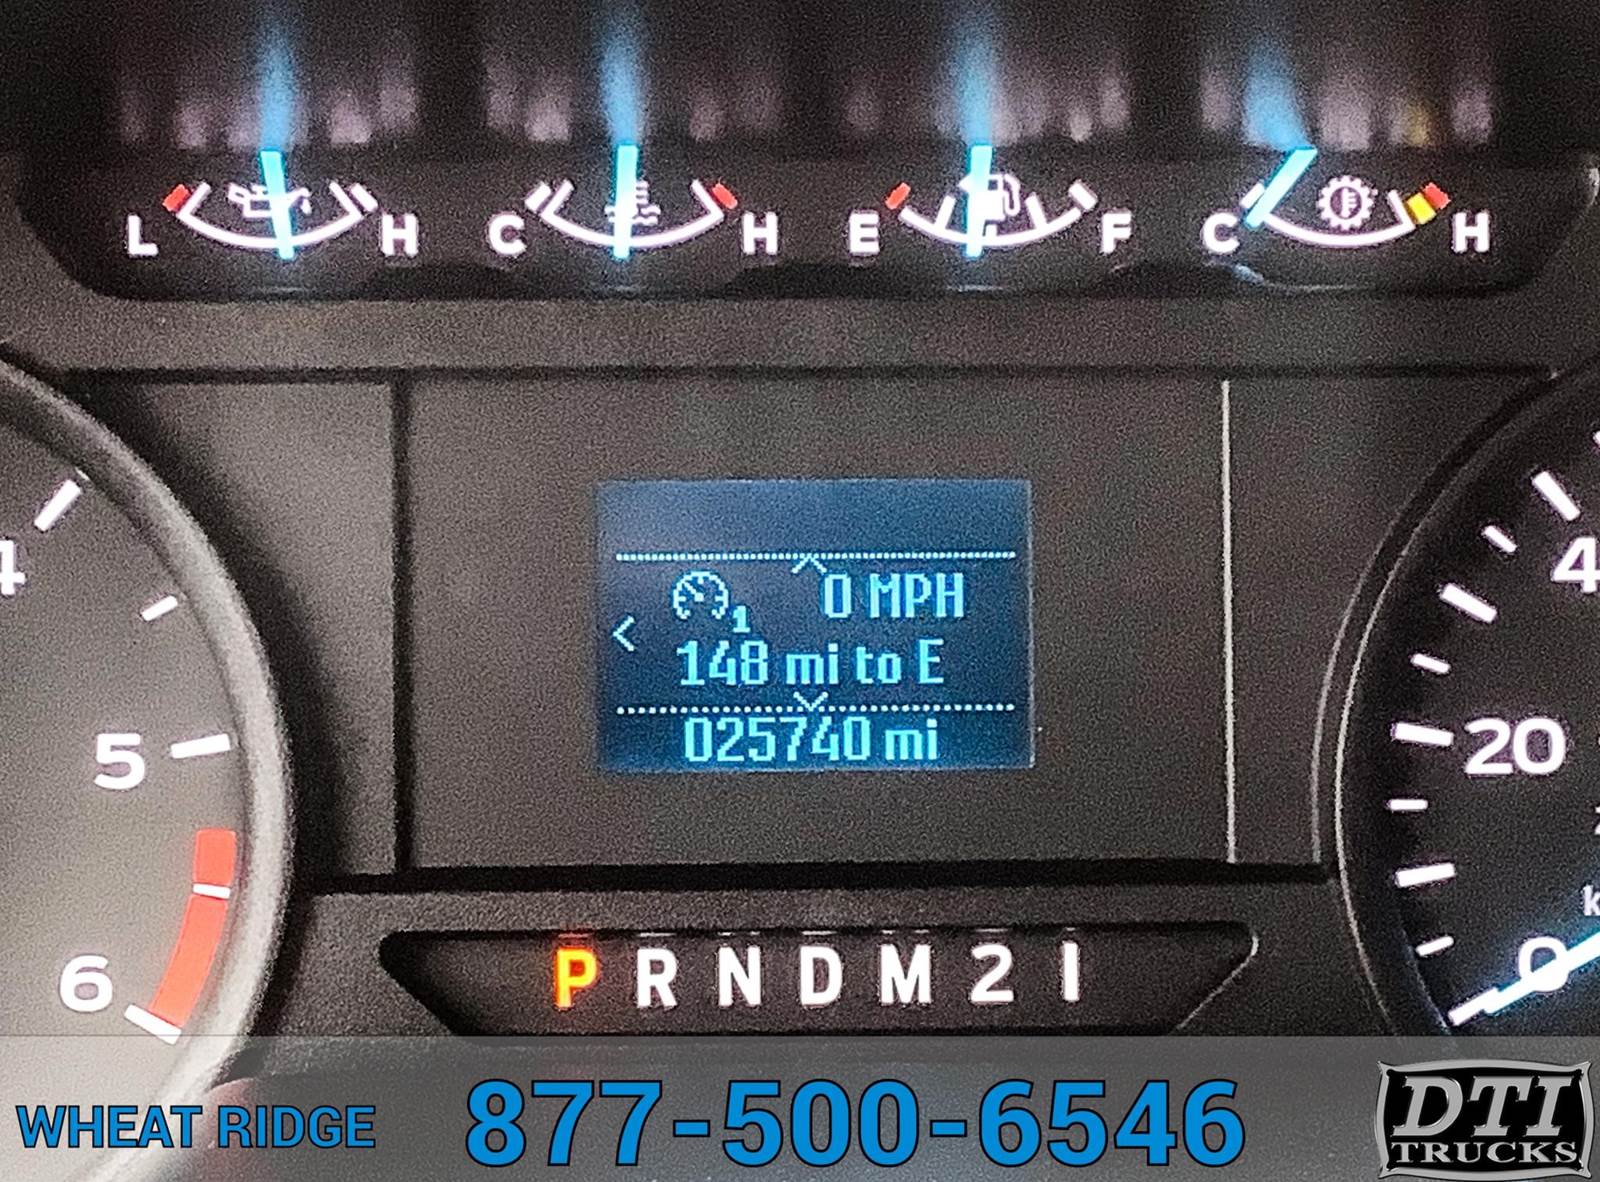 L H C H E F C H
0 MPH
1
148 mi to E
025740 mi
4
5
6
4
20
0
P R N D M 2 1
WHEAT RIDGE
877-500-6546
DTI
TRUCKS